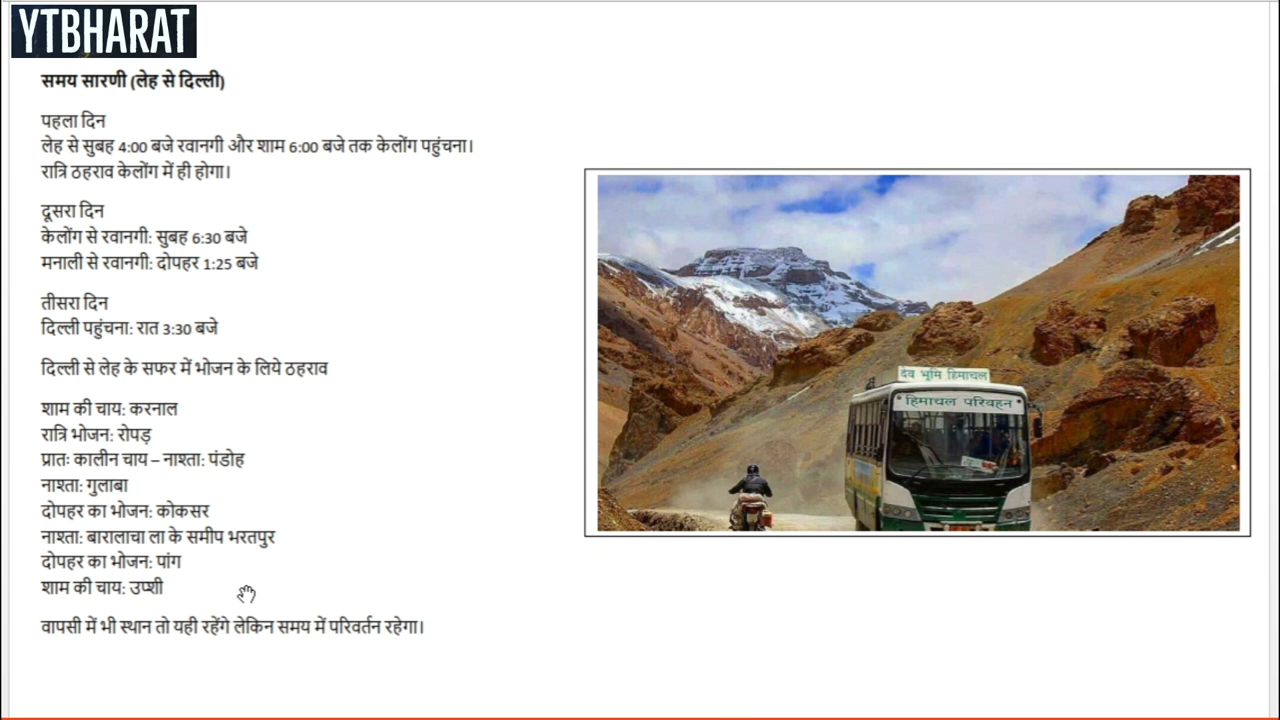 YTBHARAT
समय सारणी (लेह से दिल्ली)
पहला दिन
लेह से सुबह 4:00 बजे रवानगी और शाम 6:00 बजे तक केलोंग पहुंचना।
रात्रि ठहराव केलोंग में ही होगा।
दूसरा दिन
केलोंग से रवानगी: सुबह 6:30 बजे
मनाली से रवानगी: दोपहर 1:25 बजे
तीसरा दिन
दिल्ली पहुंचना: रात 3:30 बजे
दिल्ली से लेह के सफर में भोजन के लिये ठहराव
शाम की चाय: करनाल
रात्रि भोजन: रोपड़
प्रातः कालीन चाय – नाश्ता: पंडोह
नाश्ता: गुलाबा
दोपहर का भोजन: कोकसर
नाश्ता: बारालाचा ला के समीप भरतपुर
दोपहर का भोजन: पांग
शाम की चाय: उप्शी
वापसी में भी स्थान तो यही रहेंगे लेकिन समय में परिवर्तन रहेगा।
देव भूमि हिमाचल
हिमाचल परिवहन